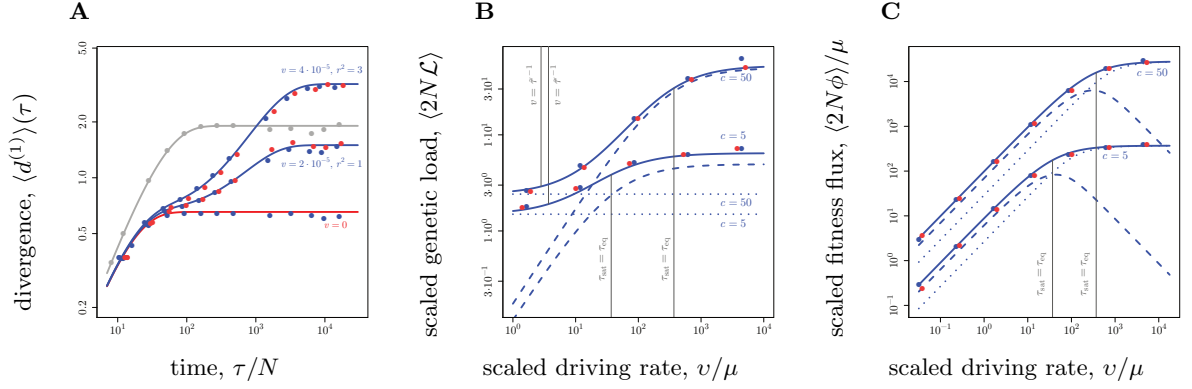 A
5.0
2.0
1.0
0.5
0.2
10¹
10²
10³
10⁴
v = 4 · 10⁻⁵, r² = 3
v = 2 · 10⁻⁵, r² = 1
v = 0
divergence, ⟨d⁽¹⁾⟩(τ)
time, τ/N
B
3·10¹
1·10¹
3·10⁰
1·10⁰
3·10⁻¹
10⁰
10¹
10²
10³
10⁴
c = 50
c = 5
c = 50
c = 5
τsat = τeq
τsat = τeq
scaled genetic load, ⟨2Nℒ⟩
scaled driving rate, υ/μ
C
10⁴
10³
10²
10¹
10⁰
10⁻¹
10⁻¹
10⁰
10¹
10²
10³
10⁴
c = 50
c = 5
τsat = τeq
τsat = τeq
scaled fitness flux, ⟨2Nϕ⟩/μ
scaled driving rate, υ/μ